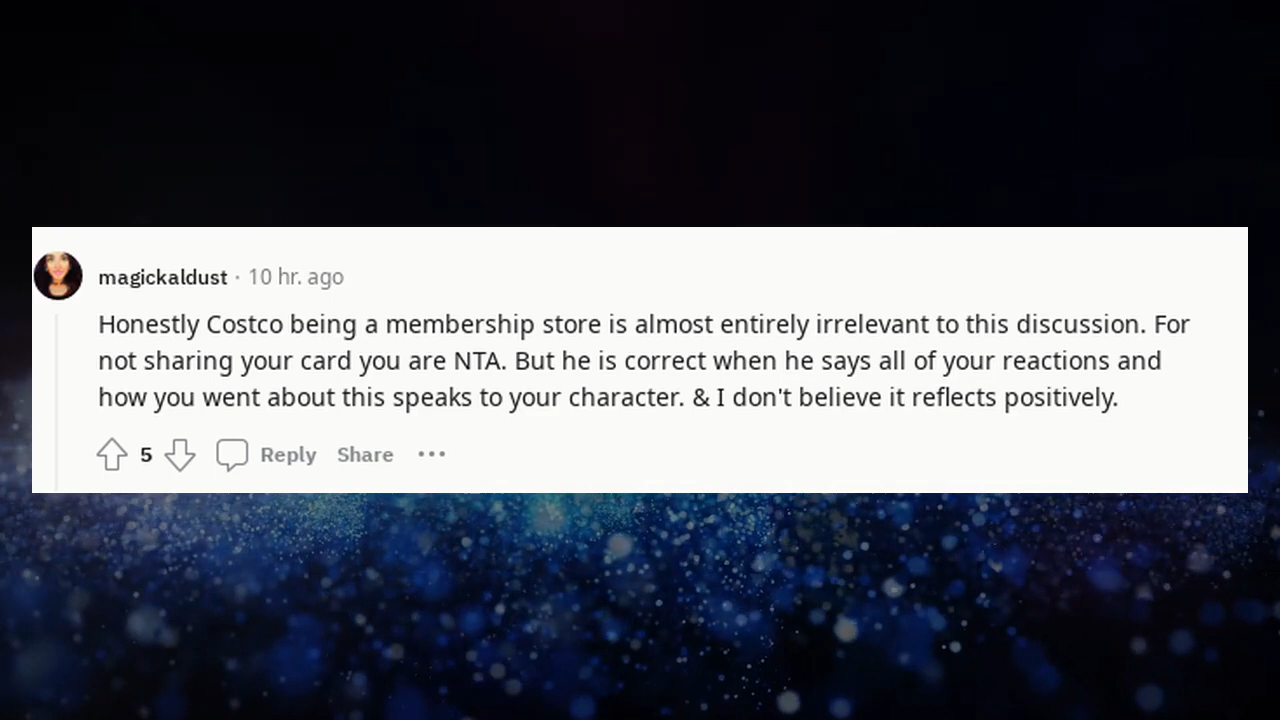 magickaldust · 10 hr. ago
Honestly Costco being a membership store is almost entirely irrelevant to this discussion. For
not sharing your card you are NTA. But he is correct when he says all of your reactions and
how you went about this speaks to your character. & I don't believe it reflects positively.
5 Reply Share ···